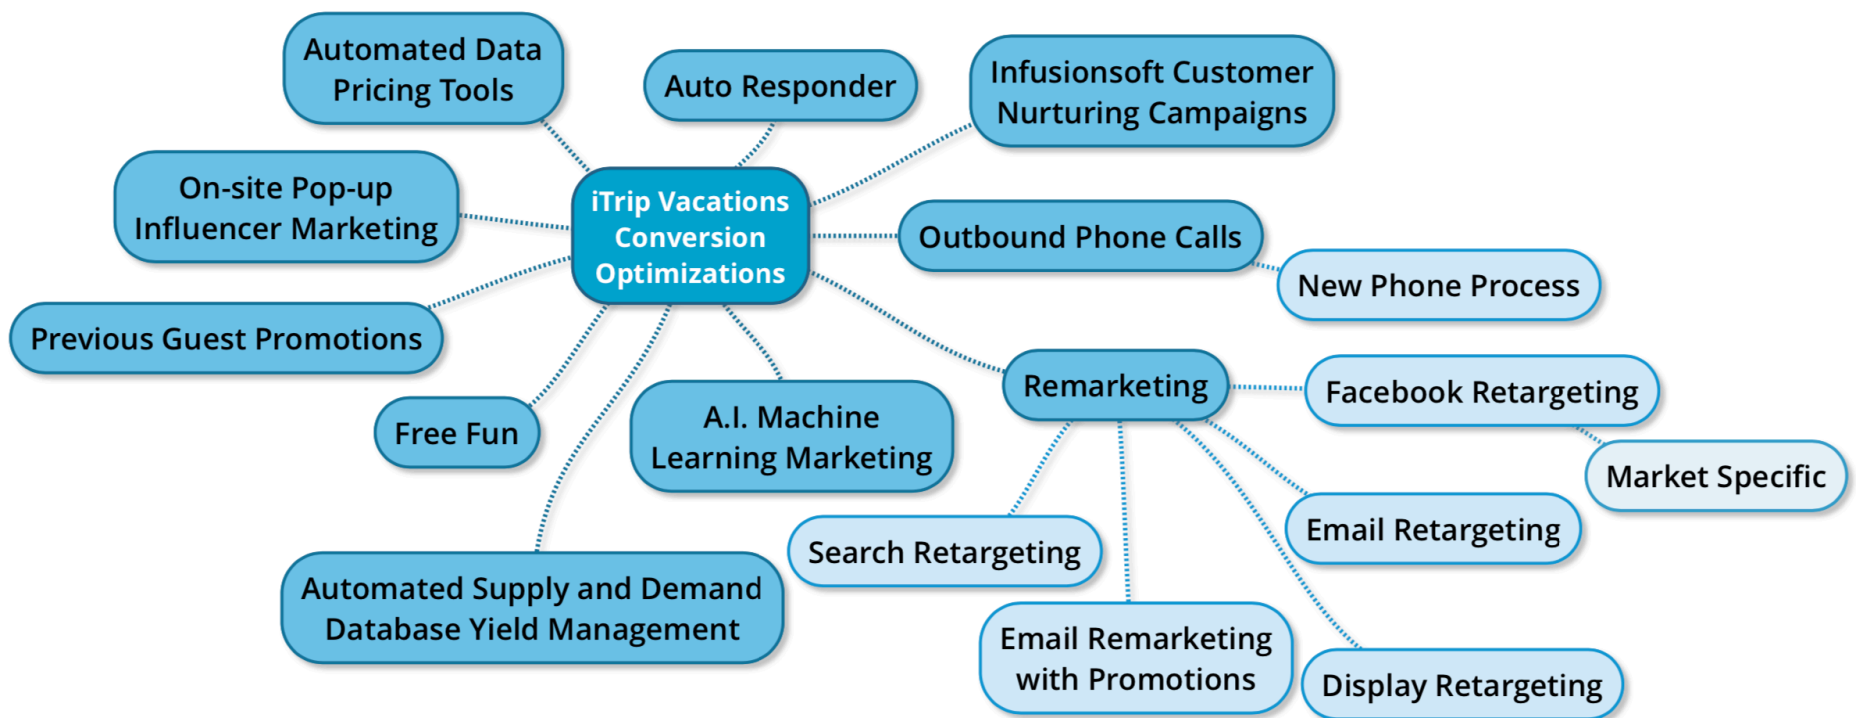 Automated Data
Pricing Tools
Auto Responder
Infusionsoft Customer
Nurturing Campaigns
On-site Pop-up
Influencer Marketing
iTrip Vacations
Conversion
Optimizations
Outbound Phone Calls
New Phone Process
Previous Guest Promotions
Remarketing
Facebook Retargeting
Free Fun
A.I. Machine
Learning Marketing
Market Specific
Email Retargeting
Search Retargeting
Automated Supply and Demand
Database Yield Management
Email Remarketing
with Promotions
Display Retargeting